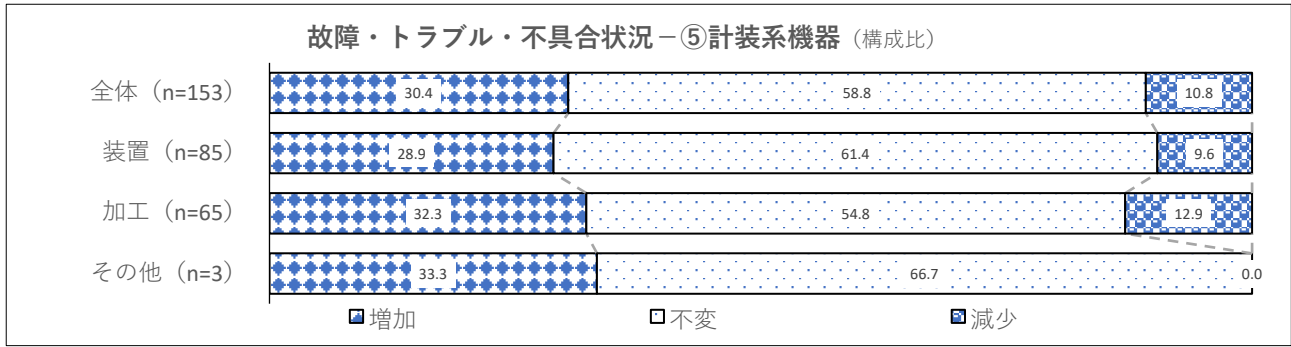 故障・トラブル・不具合状況－⑤計装系機器（構成比）
全体（n=153） 30.4 58.8 10.8
装置（n=85） 28.9 61.4 9.6
加工（n=65） 32.3 54.8 12.9
その他（n=3） 33.3 66.7 0.0
増加 不変 減少